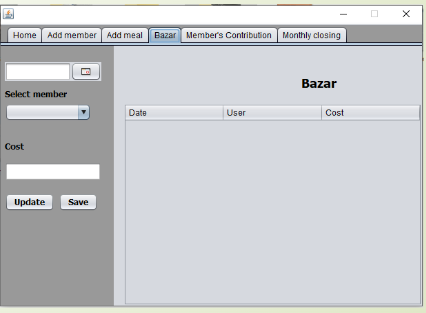 Home Add member Add meal Bazar Member's Contribution Monthly closing
Select member
Cost
Update Save
Bazar
Date User Cost